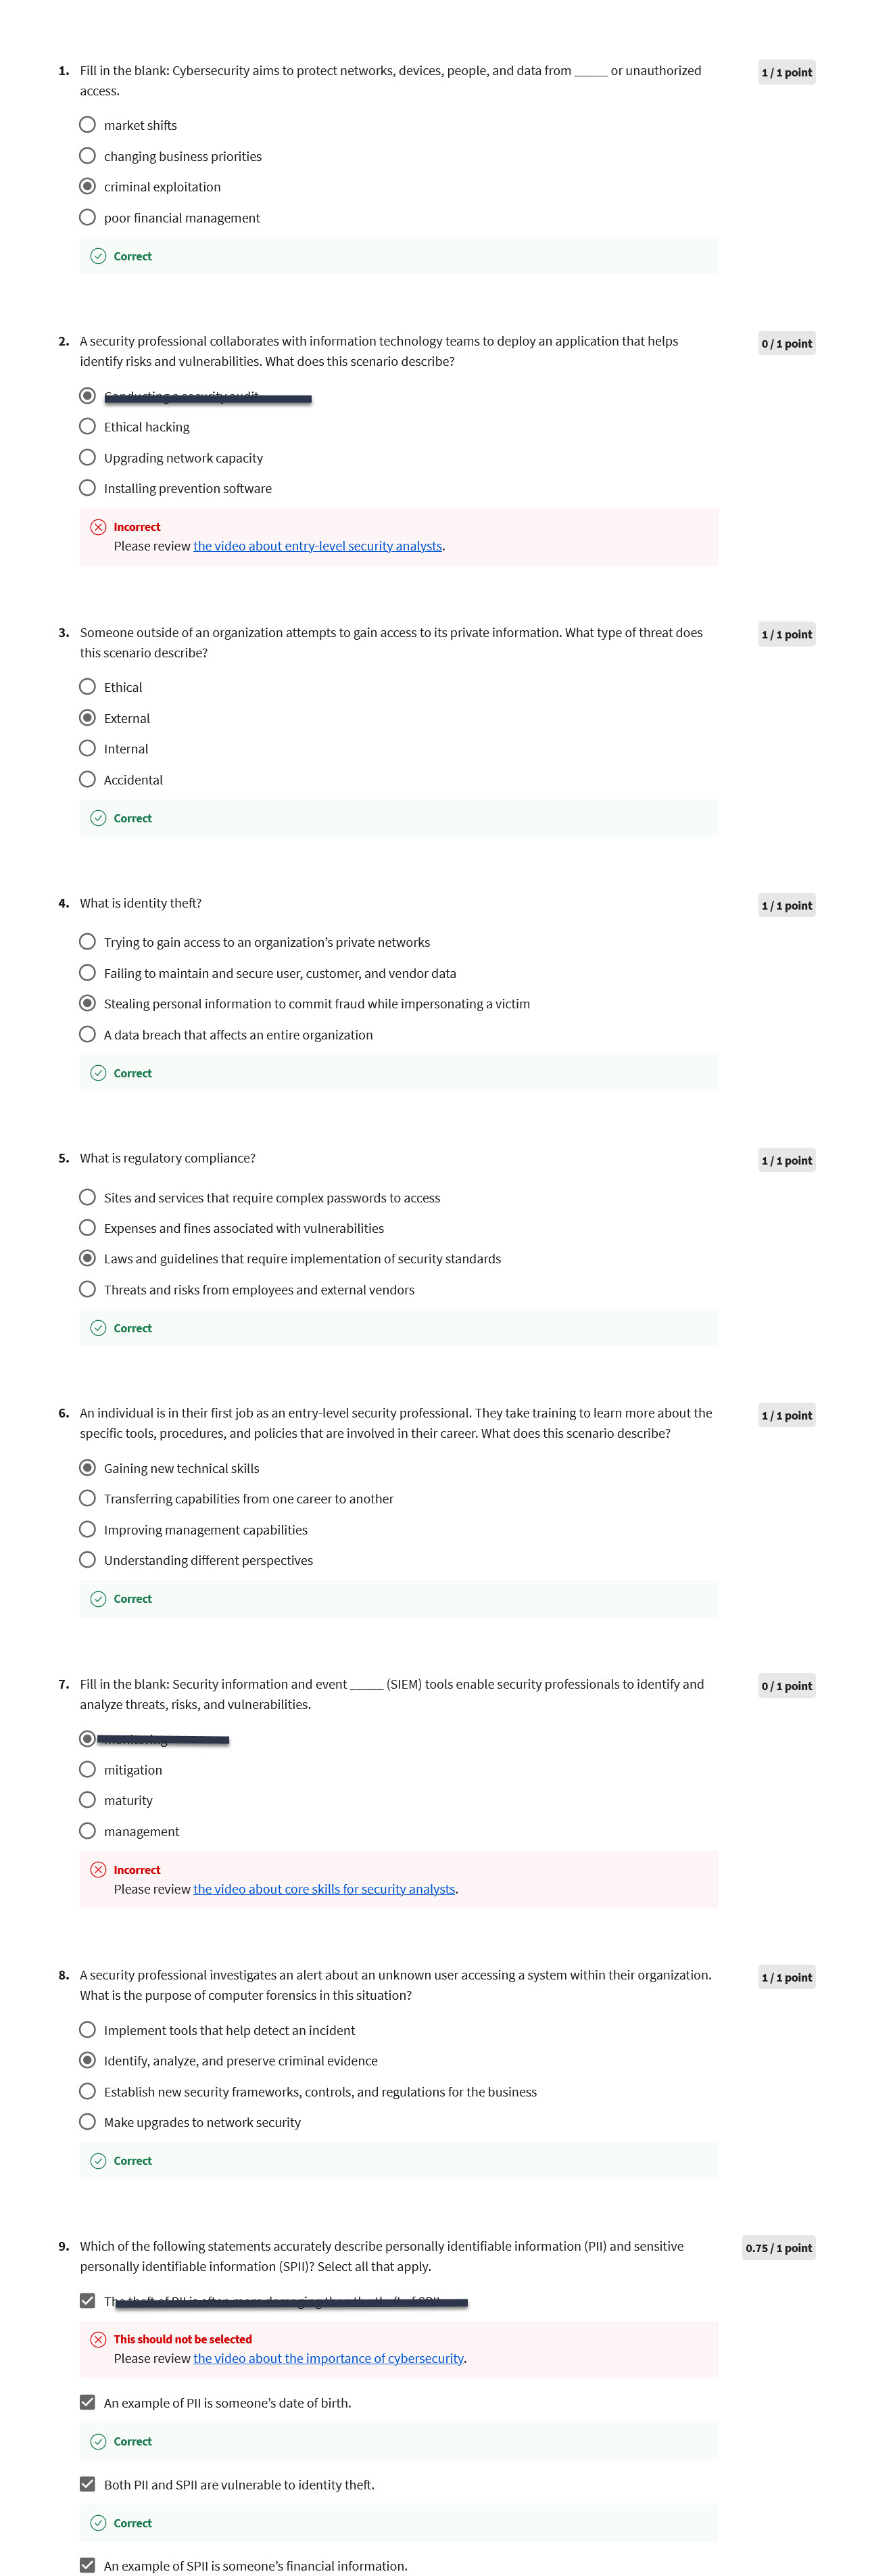 1. Fill in the blank: Cybersecurity aims to protect networks, devices, people, and data from _____ or unauthorized
access.
1 / 1 point
market shifts
changing business priorities
criminal exploitation
poor financial management
Correct
2. A security professional collaborates with information technology teams to deploy an application that helps
identify risks and vulnerabilities. What does this scenario describe?
0 / 1 point
Conducting a security audit
Ethical hacking
Upgrading network capacity
Installing prevention software
Incorrect
Please review the video about entry-level security analysts.
3. Someone outside of an organization attempts to gain access to its private information. What type of threat does
this scenario describe?
1 / 1 point
Ethical
External
Internal
Accidental
Correct
4. What is identity theft?
1 / 1 point
Trying to gain access to an organization’s private networks
Failing to maintain and secure user, customer, and vendor data
Stealing personal information to commit fraud while impersonating a victim
A data breach that affects an entire organization
Correct
5. What is regulatory compliance?
1 / 1 point
Sites and services that require complex passwords to access
Expenses and fines associated with vulnerabilities
Laws and guidelines that require implementation of security standards
Threats and risks from employees and external vendors
Correct
6. An individual is in their first job as an entry-level security professional. They take training to learn more about the
specific tools, procedures, and policies that are involved in their career. What does this scenario describe?
1 / 1 point
Gaining new technical skills
Transferring capabilities from one career to another
Improving management capabilities
Understanding different perspectives
Correct
7. Fill in the blank: Security information and event _____ (SIEM) tools enable security professionals to identify and
analyze threats, risks, and vulnerabilities.
0 / 1 point
monitoring
mitigation
maturity
management
Incorrect
Please review the video about core skills for security analysts.
8. A security professional investigates an alert about an unknown user accessing a system within their organization.
What is the purpose of computer forensics in this situation?
1 / 1 point
Implement tools that help detect an incident
Identify, analyze, and preserve criminal evidence
Establish new security frameworks, controls, and regulations for the business
Make upgrades to network security
Correct
9. Which of the following statements accurately describe personally identifiable information (PII) and sensitive
personally identifiable information (SPII)? Select all that apply.
0.75 / 1 point
The theft of PII is often more damaging than the theft of SPII.
This should not be selected
Please review the video about the importance of cybersecurity.
An example of PII is someone’s date of birth.
Correct
Both PII and SPII are vulnerable to identity theft.
Correct
An example of SPII is someone’s financial information.